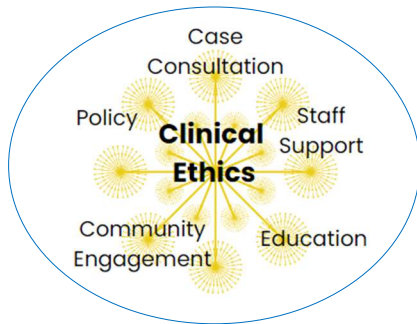 Case
Consultation
Policy
Staff
Support
Clinical
Ethics
Community
Engagement
Education